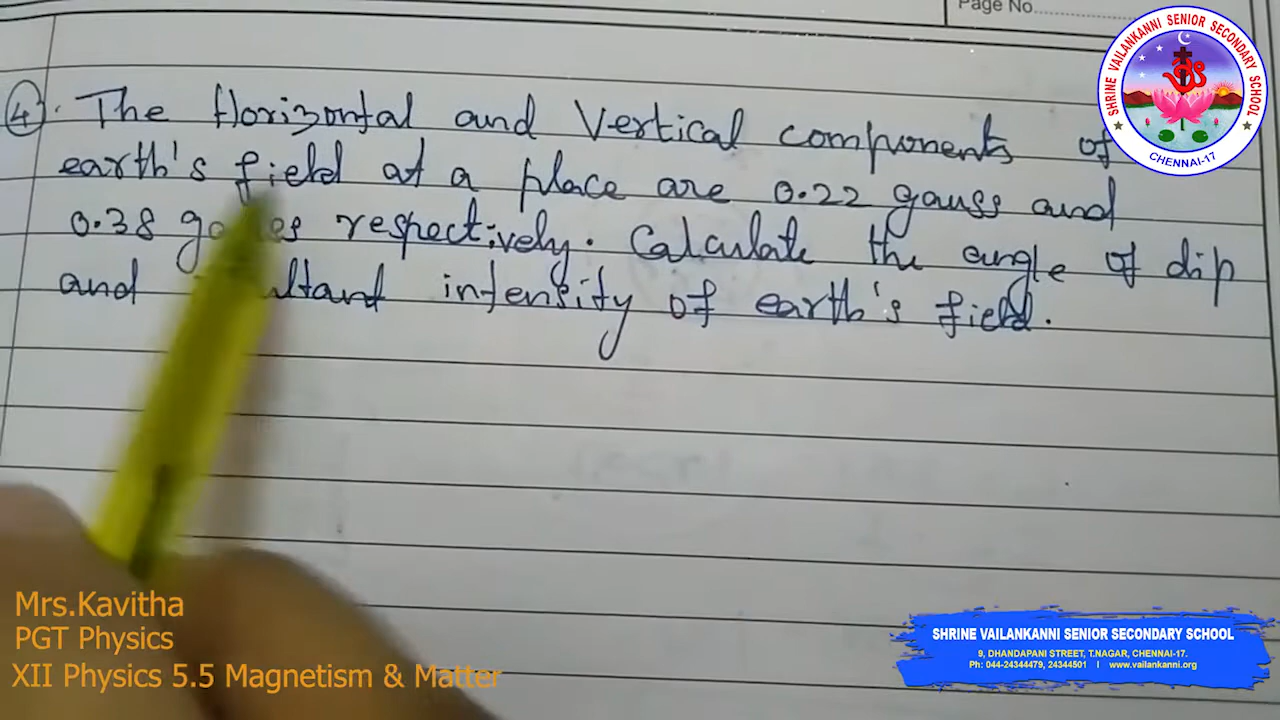 Page No.
4. The Horizontal and Vertical components of
earth's field at a place are 0.22 gauss and
0.38 respectively. Calculate the angle of dip
and intensity of earth's field.
SHRINE VAILANKANNI SENIOR SECONDARY SCHOOL
CHENNAI-17
Mrs.Kavitha
PGT Physics
XII Physics 5.5 Magnetism & Matter
SHRINE VAILANKANNI SENIOR SECONDARY SCHOOL
9, DHANDAPANI STREET, T.NAGAR, CHENNAI-17.
Ph: 044-24344479, 24344501 I www.vailankanni.org